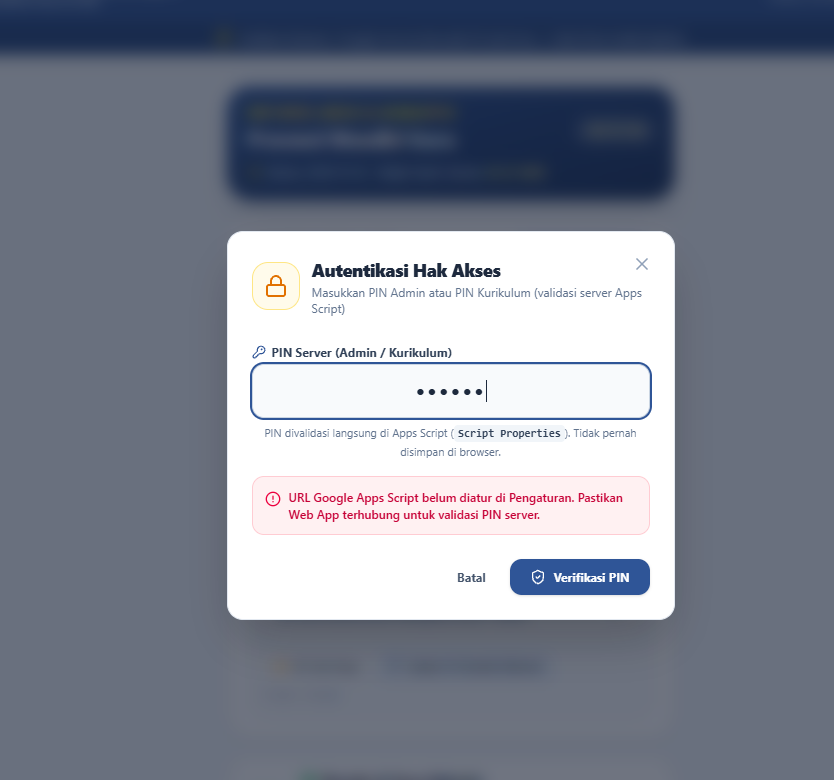 Autentikasi Hak Akses
Masukkan PIN Admin atau PIN Kurikulum (validasi server Apps
Script)
PIN Server (Admin / Kurikulum)
••••••
PIN divalidasi langsung di Apps Script ( Script Properties ). Tidak pernah
disimpan di browser.
URL Google Apps Script belum diatur di Pengaturan. Pastikan
Web App terhubung untuk validasi PIN server.
Batal
Verifikasi PIN